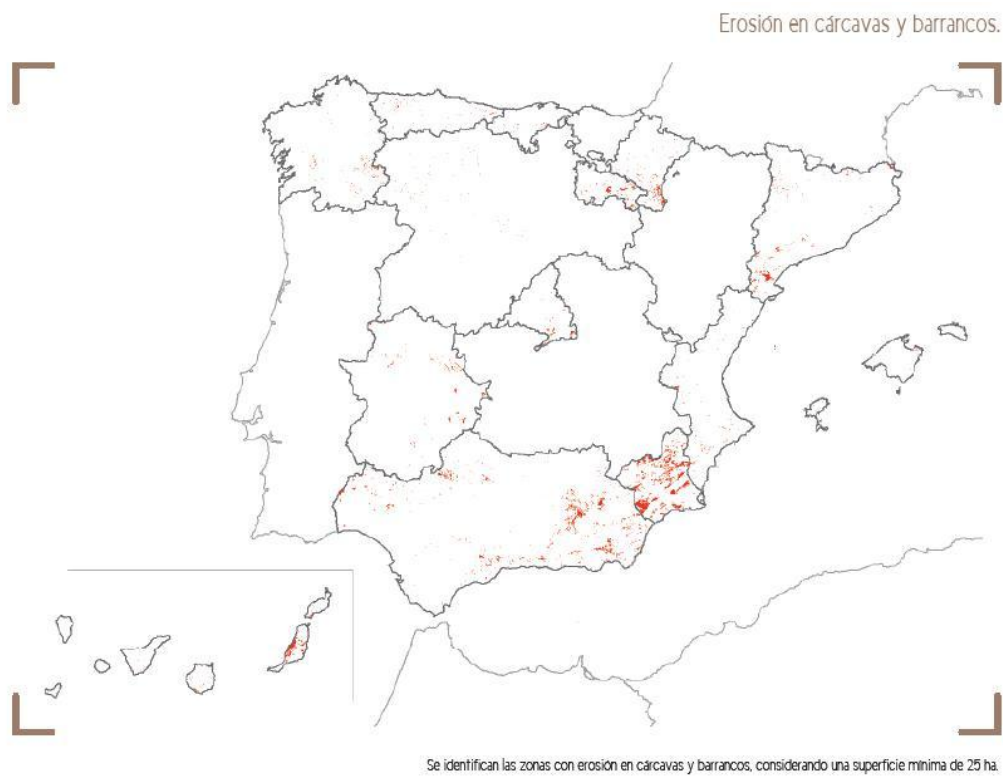 Erosión en cárcavas y barrancos.
Se identifican las zonas con erosión en cárcavas y barrancos, considerando una superficie mínima de 25 ha.